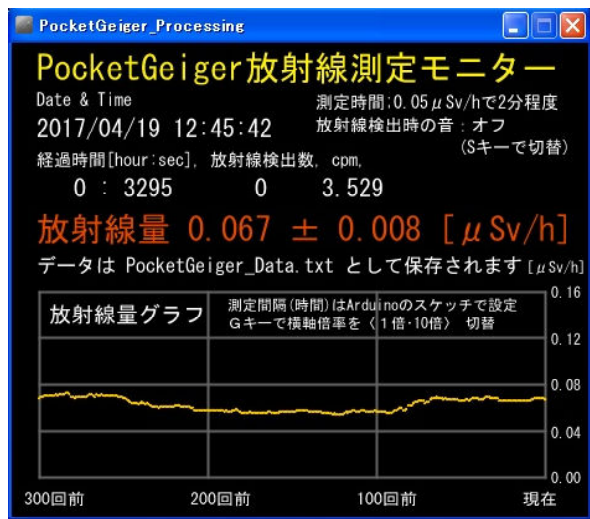 PocketGeiger_Processing
PocketGeiger放射線測定モニター
Date & Time
測定時間;0.05μSv/hで2分程度
2017/04/19 12:45:42
放射線検出時の音：オフ
(Sキーで切替)
経過時間[hour:sec], 放射線検出数, cpm,
0 : 3295 0 3.529
放射線量 0.067 ± 0.008 [μSv/h]
データは PocketGeiger_Data.txt として保存されます [μSv/h]
放射線量グラフ
測定間隔(時間)はArduinoのスケッチで設定
Gキーで横軸倍率を〈1倍･10倍〉 切替
0.16
0.12
0.08
0.04
0.00
300回前 200回前 100回前 現在